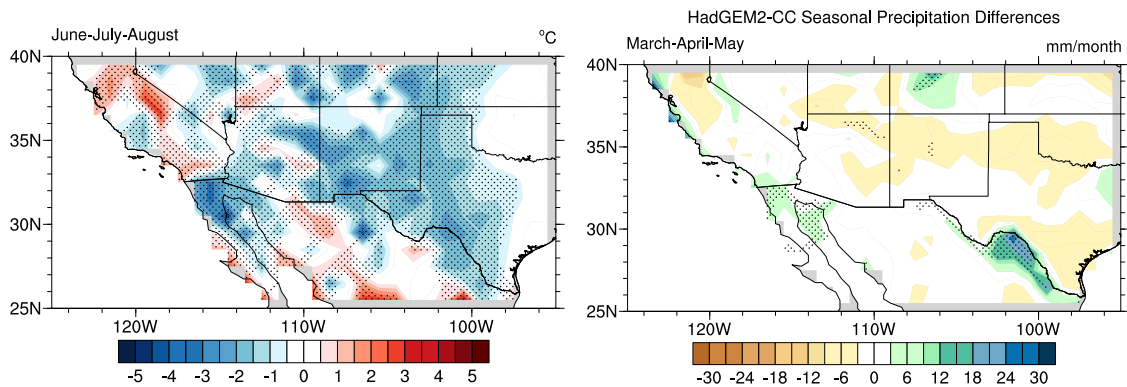 June-July-August
°C
40N
35N
30N
25N
120W
110W
100W
-5 -4 -3 -2 -1 0 1 2 3 4 5
HadGEM2-CC Seasonal Precipitation Differences
March-April-May
mm/month
40N
35N
30N
25N
120W
110W
100W
-30 -24 -18 -12 -6 0 6 12 18 24 30